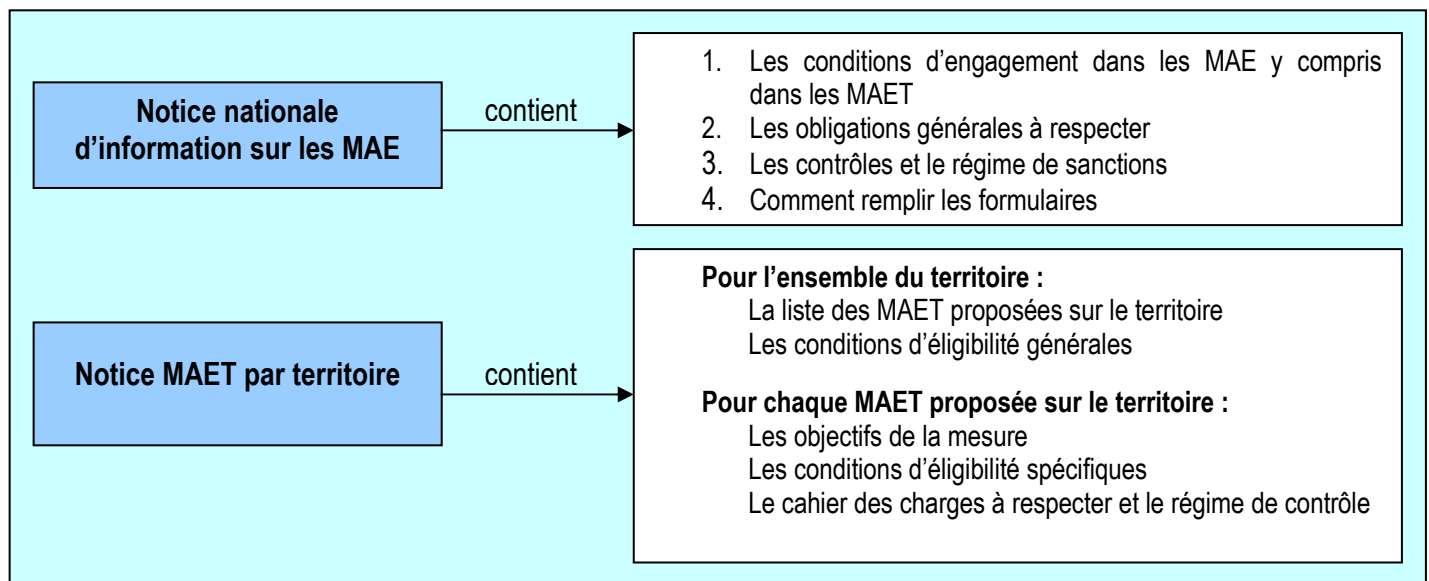 Notice nationale
d’information sur les MAE
contient
1. Les conditions d’engagement dans les MAE y compris
dans les MAET
2. Les obligations générales à respecter
3. Les contrôles et le régime de sanctions
4. Comment remplir les formulaires
Notice MAET par territoire
contient
Pour l’ensemble du territoire :
La liste des MAET proposées sur le territoire
Les conditions d’éligibilité générales
Pour chaque MAET proposée sur le territoire :
Les objectifs de la mesure
Les conditions d’éligibilité spécifiques
Le cahier des charges à respecter et le régime de contrôle